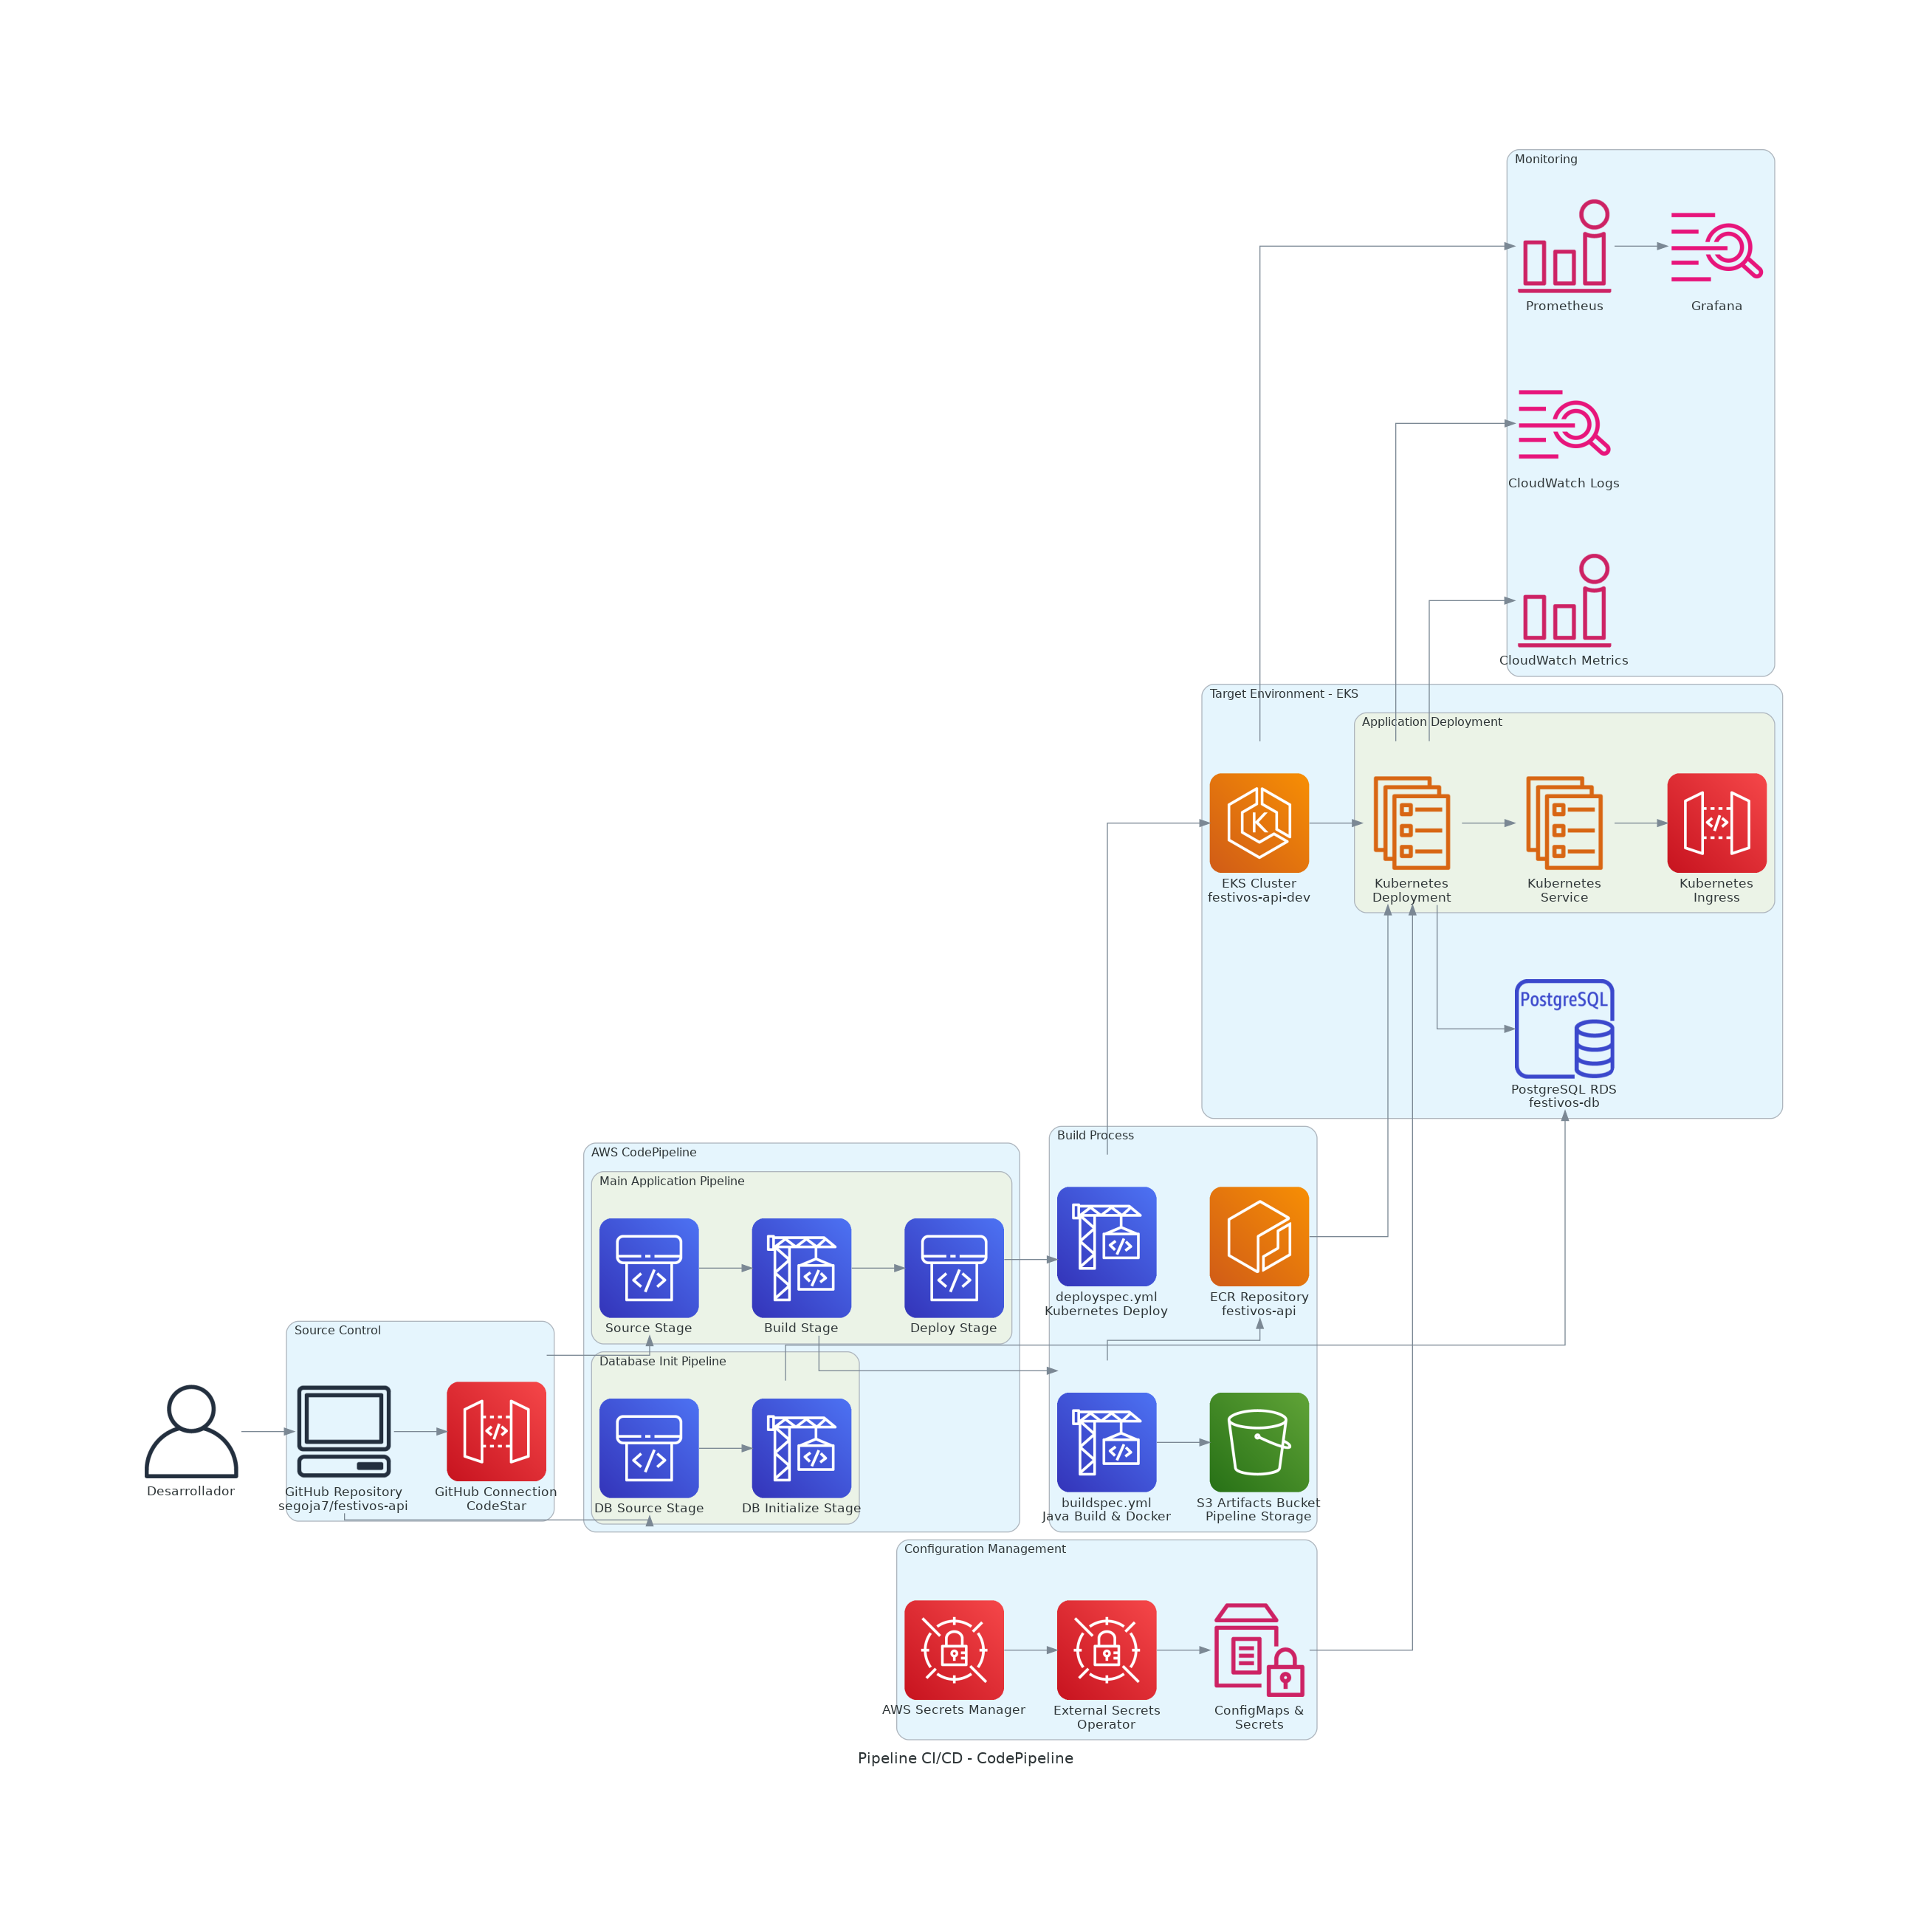 Monitoring
Prometheus
Grafana
CloudWatch Logs
CloudWatch Metrics
Target Environment - EKS
Application Deployment
K
EKS Cluster
festivos-api-dev
Kubernetes
Deployment
Kubernetes
Service
</>
Kubernetes
Ingress
PostgreSQL
PostgreSQL RDS
festivos-db
AWS CodePipeline
Main Application Pipeline
</>
Source Stage
</>
Build Stage
</>
Deploy Stage
Build Process
</>
deployspec.yml
Kubernetes Deploy
ECR Repository
festivos-api
Source Control
Desarrollador
GitHub Repository
segoja7/festivos-api
</>
GitHub Connection
CodeStar
Database Init Pipeline
</>
DB Source Stage
</>
DB Initialize Stage
</>
buildspec.yml
Java Build & Docker
S3 Artifacts Bucket
Pipeline Storage
Configuration Management
AWS Secrets Manager
External Secrets
Operator
ConfigMaps &
Secrets
Pipeline CI/CD - CodePipeline